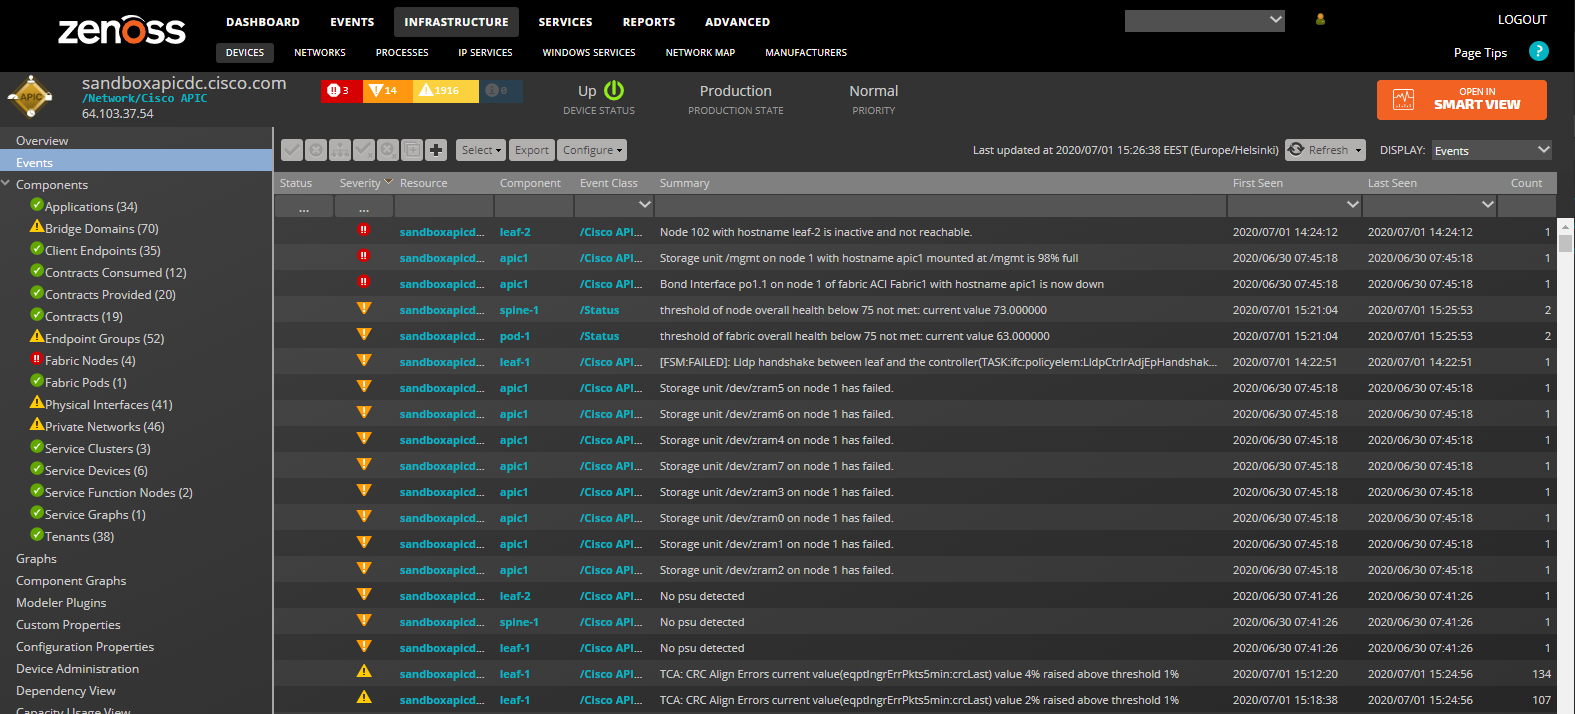 zenoss
DASHBOARD EVENTS INFRASTRUCTURE SERVICES REPORTS ADVANCED LOGOUT
DEVICES NETWORKS PROCESSES IP SERVICES WINDOWS SERVICES NETWORK MAP MANUFACTURERS Page Tips ?
APIC
sandboxapicdc.cisco.com
/Network/Cisco APIC
64.103.37.54
3 14 1916 0
Up
DEVICE STATUS
Production
PRODUCTION STATE
Normal
PRIORITY
OPEN IN
SMART VIEW
Overview
Events
Components
Applications (34)
Bridge Domains (70)
Client Endpoints (35)
Contracts Consumed (12)
Contracts Provided (20)
Contracts (19)
Endpoint Groups (52)
Fabric Nodes (4)
Fabric Pods (1)
Physical Interfaces (41)
Private Networks (46)
Service Clusters (3)
Service Devices (6)
Service Function Nodes (2)
Service Graphs (1)
Tenants (38)
Graphs
Component Graphs
Modeler Plugins
Custom Properties
Configuration Properties
Device Administration
Dependency View
Capacity Usage View
Select Export Configure Last updated at 2020/07/01 15:26:38 EEST (Europe/Helsinki) Refresh DISPLAY: Events
Status Severity Resource Component Event Class Summary First Seen Last Seen Count
... ...
sandboxapicd... leaf-2 /Cisco API... Node 102 with hostname leaf-2 is inactive and not reachable. 2020/07/01 14:24:12 2020/07/01 14:24:12 1
sandboxapicd... apic1 /Cisco API... Storage unit /mgmt on node 1 with hostname apic1 mounted at /mgmt is 98% full 2020/06/30 07:45:18 2020/06/30 07:45:18 1
sandboxapicd... apic1 /Cisco API... Bond Interface po1.1 on node 1 of fabric ACI Fabric1 with hostname apic1 is now down 2020/06/30 07:45:18 2020/06/30 07:45:18 1
sandboxapicd... spine-1 /Status threshold of node overall health below 75 not met: current value 73.000000 2020/07/01 15:21:04 2020/07/01 15:25:53 2
sandboxapicd... pod-1 /Status threshold of fabric overall health below 75 not met: current value 63.000000 2020/07/01 15:21:04 2020/07/01 15:25:53 2
sandboxapicd... leaf-1 /Cisco API... [FSM:FAILED]: Lldp handshake between leaf and the controller(TASK:ifc:policyelem:LldpCtrlrAdjEpHandshak... 2020/07/01 14:22:51 2020/07/01 14:22:51 1
sandboxapicd... apic1 /Cisco API... Storage unit /dev/zram5 on node 1 has failed. 2020/06/30 07:45:18 2020/06/30 07:45:18 1
sandboxapicd... apic1 /Cisco API... Storage unit /dev/zram6 on node 1 has failed. 2020/06/30 07:45:18 2020/06/30 07:45:18 1
sandboxapicd... apic1 /Cisco API... Storage unit /dev/zram4 on node 1 has failed. 2020/06/30 07:45:18 2020/06/30 07:45:18 1
sandboxapicd... apic1 /Cisco API... Storage unit /dev/zram7 on node 1 has failed. 2020/06/30 07:45:18 2020/06/30 07:45:18 1
sandboxapicd... apic1 /Cisco API... Storage unit /dev/zram3 on node 1 has failed. 2020/06/30 07:45:18 2020/06/30 07:45:18 1
sandboxapicd... apic1 /Cisco API... Storage unit /dev/zram0 on node 1 has failed. 2020/06/30 07:45:18 2020/06/30 07:45:18 1
sandboxapicd... apic1 /Cisco API... Storage unit /dev/zram1 on node 1 has failed. 2020/06/30 07:45:18 2020/06/30 07:45:18 1
sandboxapicd... apic1 /Cisco API... Storage unit /dev/zram2 on node 1 has failed. 2020/06/30 07:45:18 2020/06/30 07:45:18 1
sandboxapicd... leaf-2 /Cisco API... No psu detected 2020/06/30 07:41:26 2020/06/30 07:41:26 1
sandboxapicd... spine-1 /Cisco API... No psu detected 2020/06/30 07:41:26 2020/06/30 07:41:26 1
sandboxapicd... leaf-1 /Cisco API... No psu detected 2020/06/30 07:41:26 2020/06/30 07:41:26 1
sandboxapicd... leaf-1 /Cisco API... TCA: CRC Align Errors current value(eqptIngrErrPkts5min:crcLast) value 4% raised above threshold 1% 2020/07/01 15:12:20 2020/07/01 15:24:56 134
sandboxapicd... leaf-1 /Cisco API... TCA: CRC Align Errors current value(eqptIngrErrPkts5min:crcLast) value 2% raised above threshold 1% 2020/07/01 15:18:38 2020/07/01 15:24:56 107